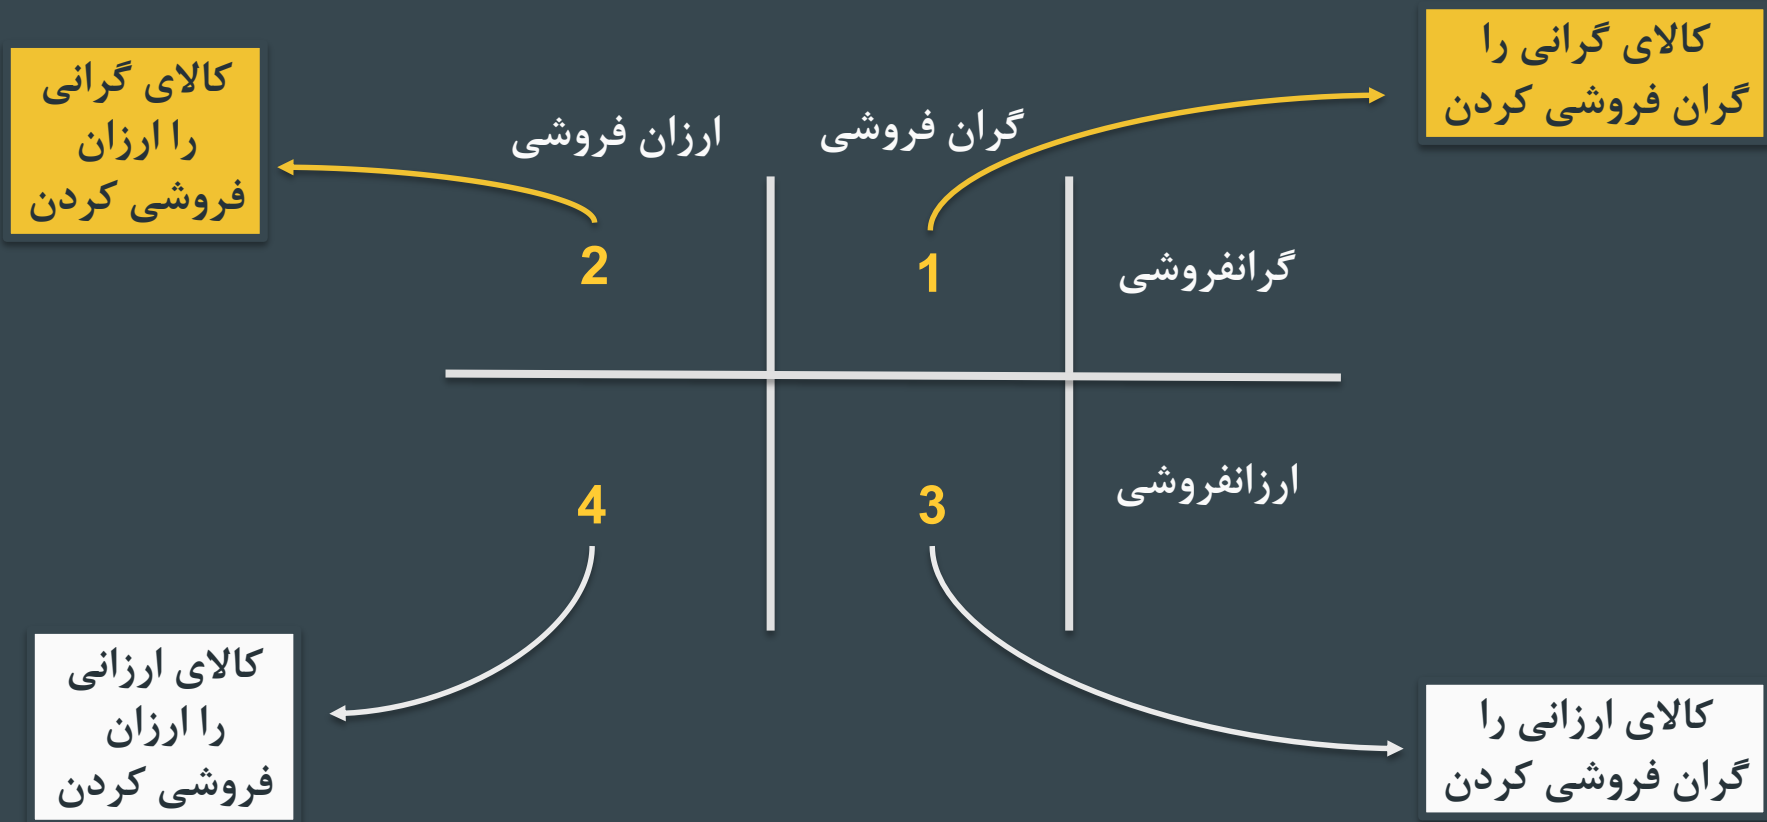 کالای گرانی را
گران فروشی کردن
کالای گرانی
را ارزان
فروشی کردن
گران فروشی
ارزان فروشی
گرانفروشی
1
2
ارزانفروشی
3
4
کالای ارزانی را
گران فروشی کردن
کالای ارزانی
را ارزان
فروشی کردن